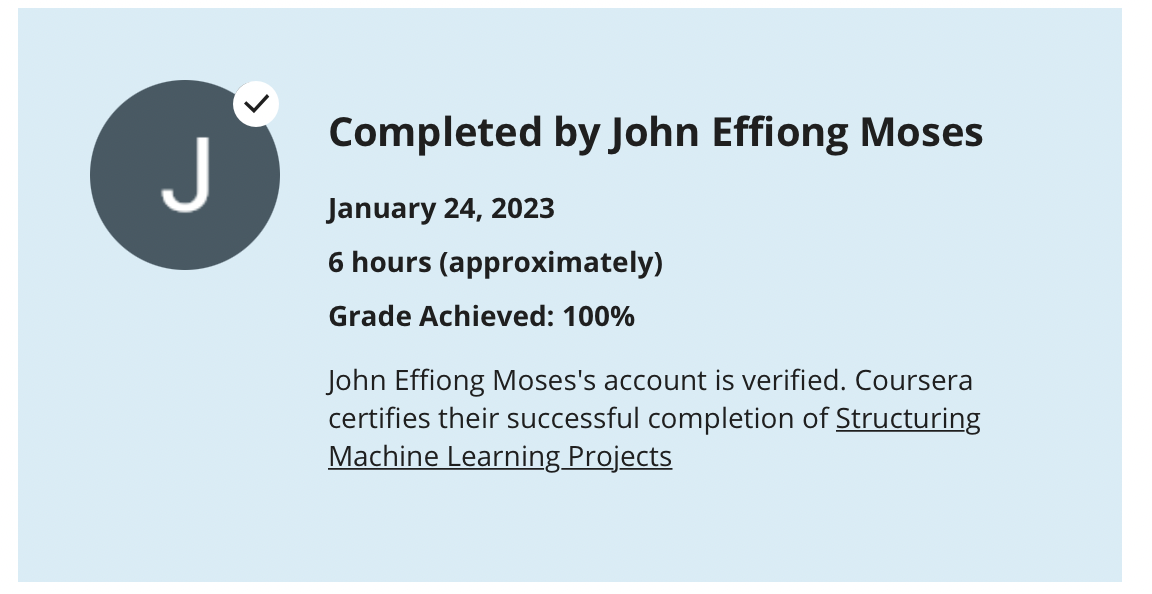 J
Completed by John Effiong Moses
January 24, 2023
6 hours (approximately)
Grade Achieved: 100%
John Effiong Moses's account is verified. Coursera
certifies their successful completion of Structuring
Machine Learning Projects